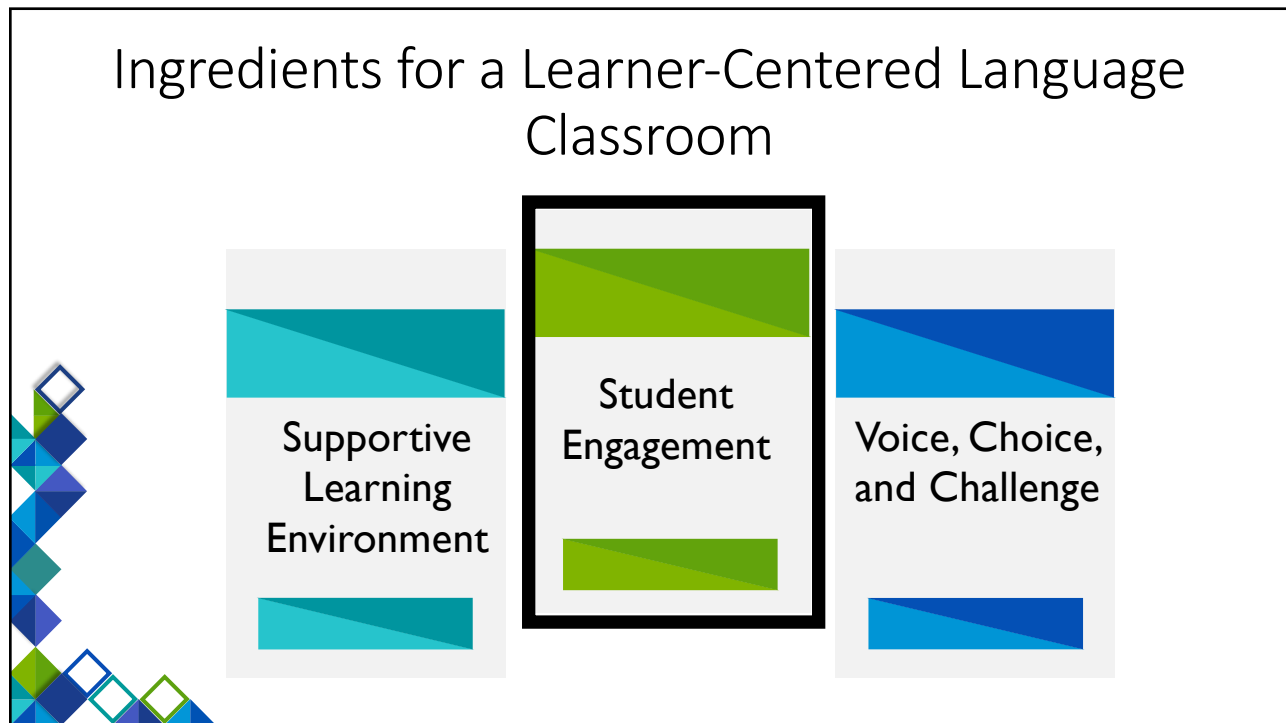 Ingredients for a Learner-Centered Language
Classroom
Supportive
Learning
Environment
Student
Engagement
Voice, Choice,
and Challenge